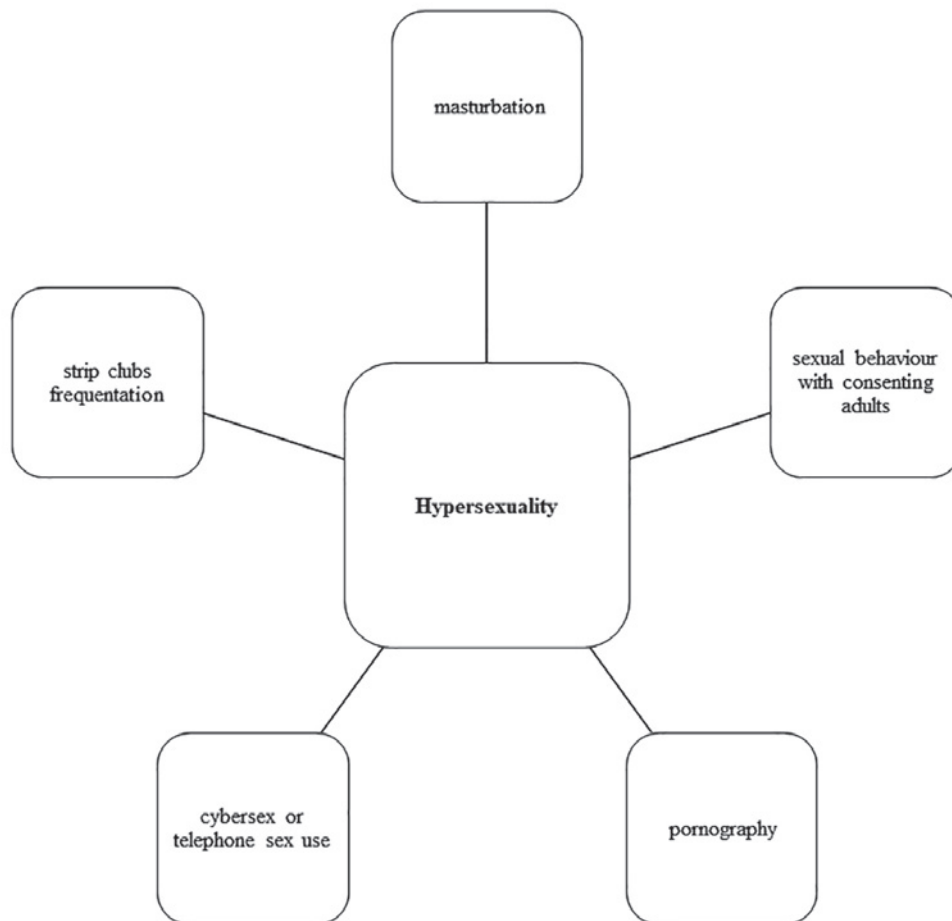 masturbation
strip clubs
frequentation
sexual behaviour
with consenting
adults
Hypersexuality
cybersex or
telephone sex use
pornography